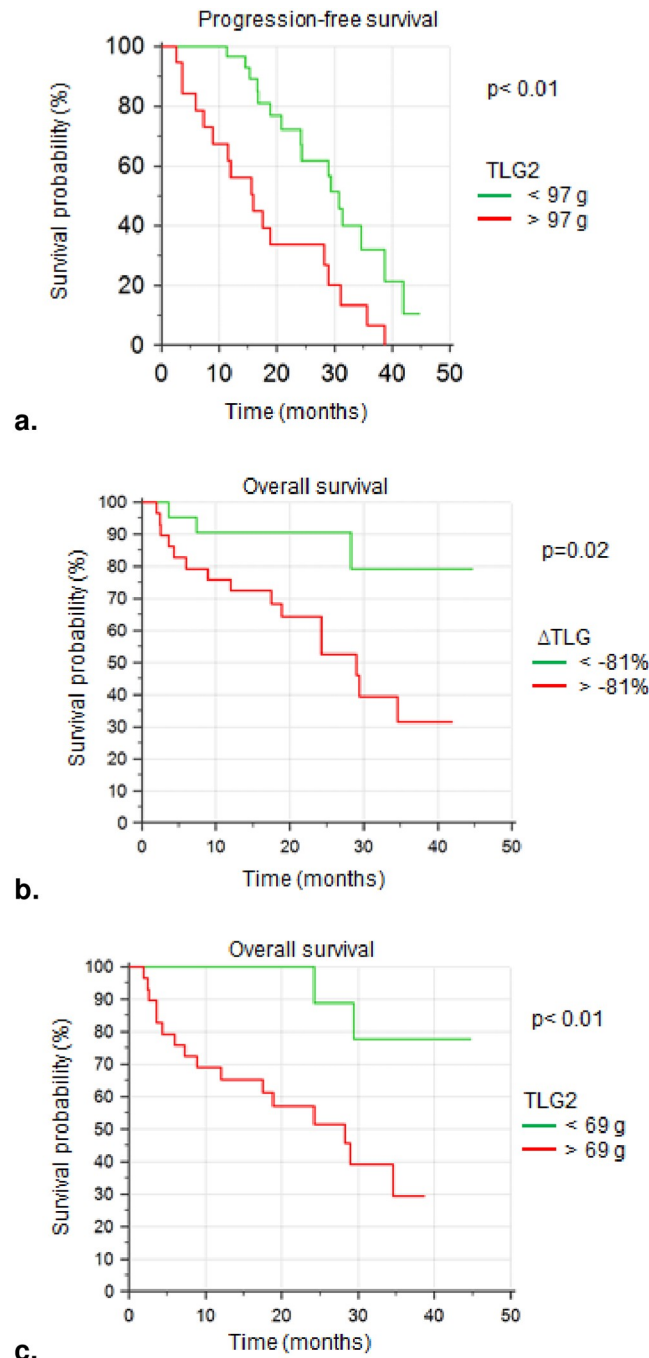 Progression-free survival
100
80
60
40
20
0
Survival probability (%)
0 10 20 30 40 50
Time (months)
p< 0.01
TLG2
< 97 g
> 97 g
a.
Overall survival
100
90
80
70
60
50
40
30
20
10
0
Survival probability (%)
0 10 20 30 40 50
Time (months)
p=0.02
ΔTLG
< -81%
> -81%
b.
Overall survival
100
90
80
70
60
50
40
30
20
10
0
Survival probability (%)
0 10 20 30 40 50
Time (months)
p< 0.01
TLG2
< 69 g
> 69 g
c.